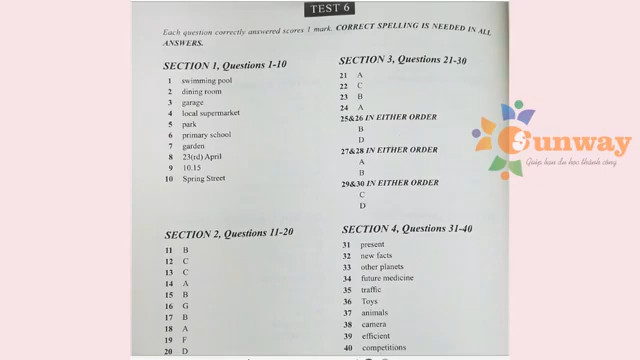 TEST 6
Each question correctly answered scores 1 mark. CORRECT SPELLING IS NEEDED IN ALL
ANSWERS.
SECTION 1, Questions 1-10
1 swimming pool
2 dining room
3 garage
4 local supermarket
5 park
6 primary school
7 garden
8 23(rd) April
9 10.15
10 Spring Street
SECTION 2, Questions 11-20
11 B
12 C
13 C
14 A
15 B
16 G
17 B
18 A
19 F
20 D
SECTION 3, Questions 21-30
21 A
22 C
23 B
24 A
25&26 IN EITHER ORDER
B
D
27&28 IN EITHER ORDER
A
B
29&30 IN EITHER ORDER
C
D
SECTION 4, Questions 31-40
31 present
32 new facts
33 other planets
34 future medicine
35 traffic
36 Toys
37 animals
38 camera
39 efficient
40 competitions
Sunway
Giúp bạn du học thành công